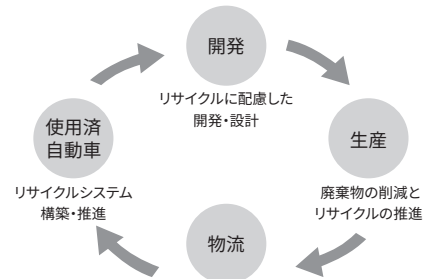 開発
リサイクルに配慮した
開発・設計
使用済
自動車
リサイクルシステム
構築・推進
生産
廃棄物の削減と
リサイクルの推進
物流